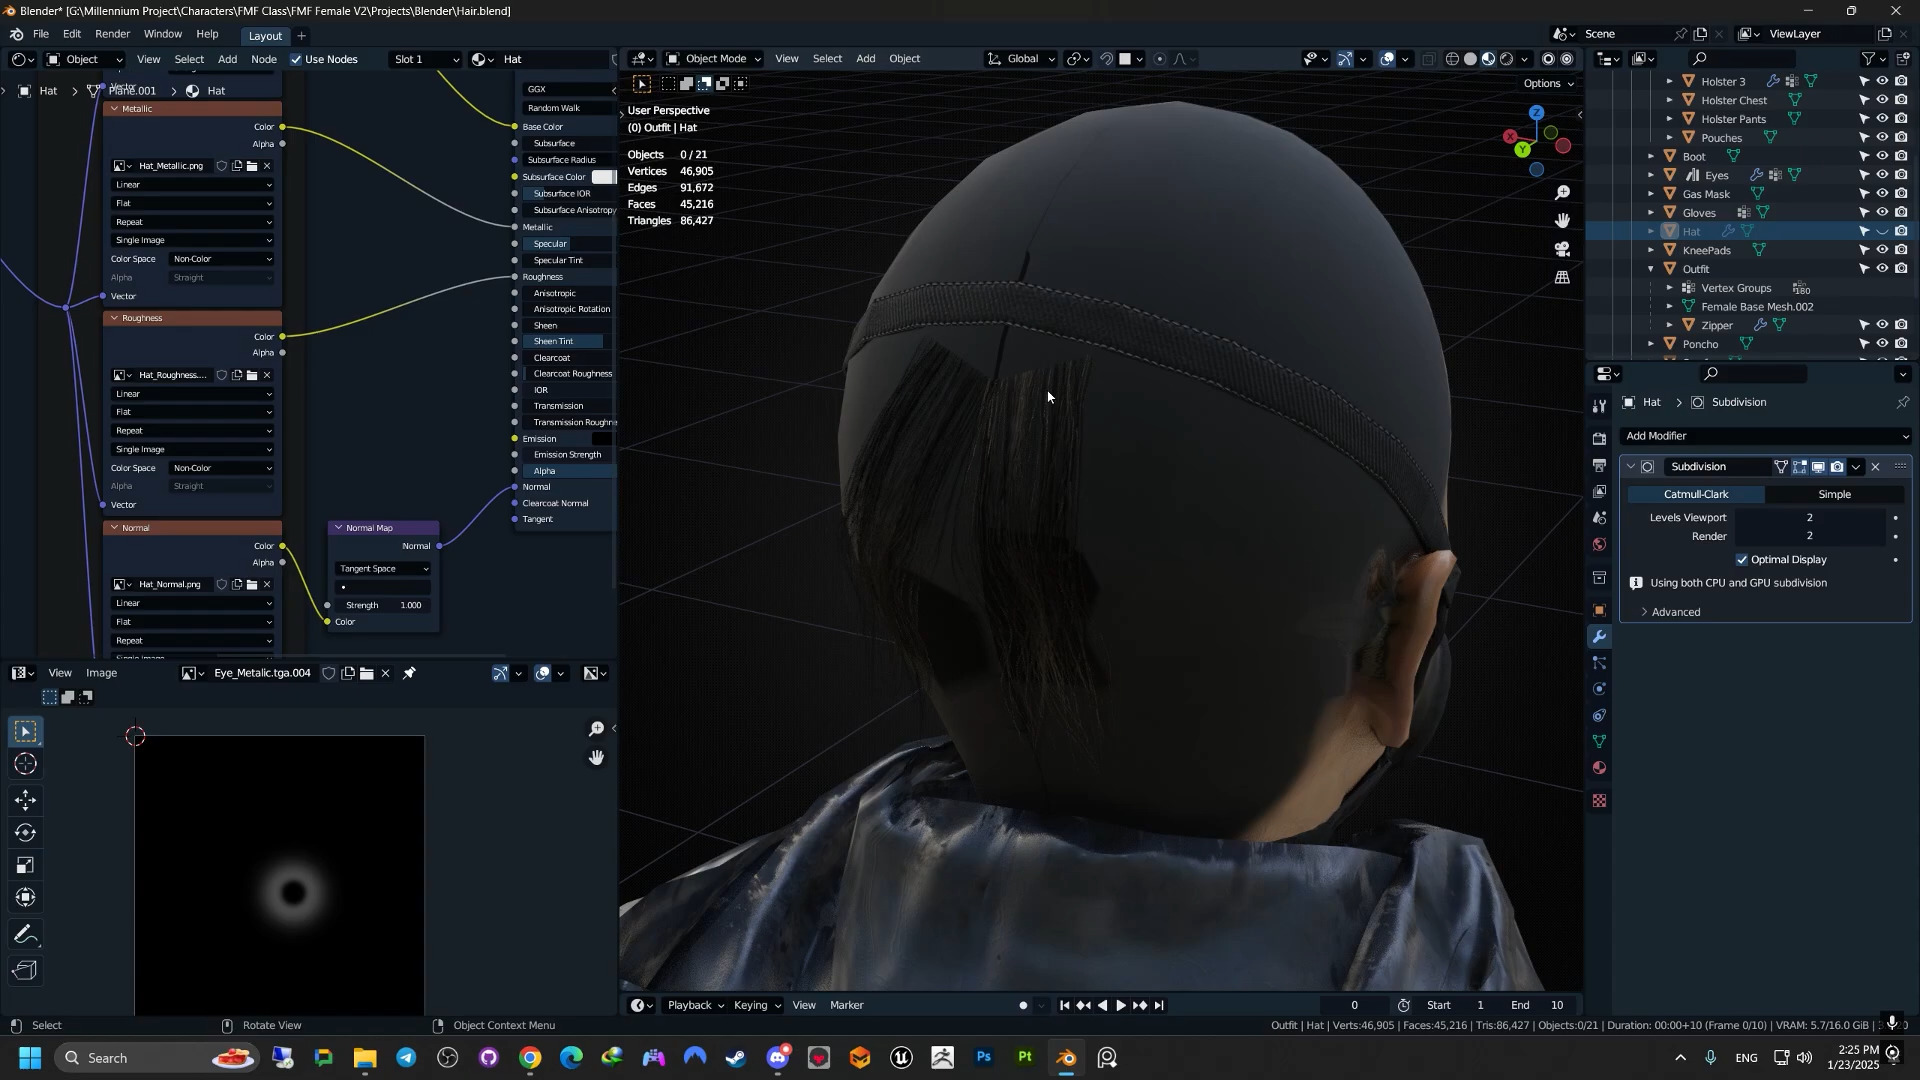 Blender* [G:\Millennium Project\Characters\FMF Class\FMF Female V2\Projects\Blender\Hair.blend]
File Edit Render Window Help Layout +
Scene ViewLayer
Object View Select Add Object Node Use Nodes Slot 1 Hat
Object Mode View Select Add Object Global
Options
Hat > Plane.001 > Hat
Vector
Metallic
Color
Alpha
Hat_Metallic.png
Linear
Flat
Repeat
Single Image
Color Space Non-Color
Alpha Straight
Vector
Roughness
Color
Alpha
Hat_Roughness....
Linear
Flat
Repeat
Single Image
Color Space Non-Color
Alpha Straight
Vector
Normal
Color
Alpha
Hat_Normal.png
Linear
Flat
Repeat
Normal Map
Normal
Tangent Space
Strength 1.000
Color
GGX
Random Walk
Base Color
Subsurface
Subsurface Radius
Subsurface Color
Subsurface IOR
Subsurface Anisotropy
Metallic
Specular
Specular Tint
Roughness
Anisotropic
Anisotropic Rotation
Sheen
Sheen Tint
Clearcoat
Clearcoat Roughness
IOR
Transmission
Transmission Roughne
Emission
Emission Strength
Alpha
Normal
Clearcoat Normal
Tangent
User Perspective
(0) Outfit | Hat
Objects 0 / 21
Vertices 46,905
Edges 91,672
Faces 45,216
Triangles 86,427
Z
X
Y
Holster 3
Holster Chest
Holster Pants
Pouches
Boot
Eyes
Gas Mask
Gloves
Hat
KneePads
Outfit
Vertex Groups 180
Female Base Mesh.002
Zipper
Poncho
Hat > Subdivision
Add Modifier
Subdivision
Catmull-Clark Simple
Levels Viewport 2
Render 2
Optimal Display
Using both CPU and GPU subdivision
Advanced
View Image Eye_Metalic.tga.004
Playback Keying View Marker 0 Start 1 End 10
Select Rotate View Object Context Menu
Outfit | Hat | Verts:46,905 | Faces:45,216 | Tris:86,427 | Objects:0/21 | Duration: 00:00+10 (Frame 0/10) | VRAM: 5.7/16.0 GiB
Search
Ps
Pt
ENG
2:25 PM
1/23/2025